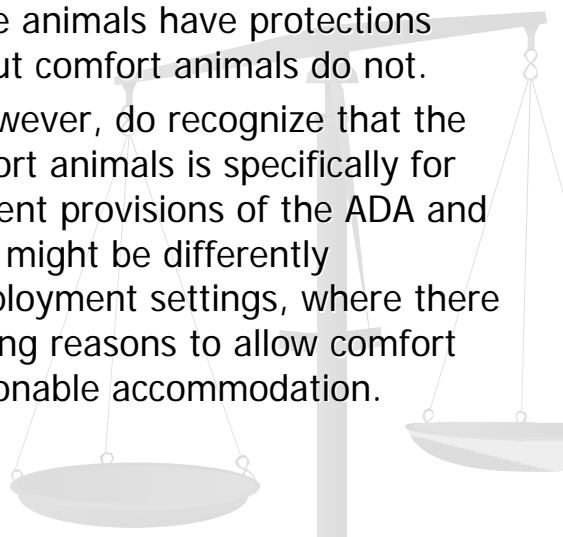 e animals have protections
ut comfort animals do not.
wever, do recognize that the
ort animals is specifically for
ent provisions of the ADA and
might be differently
ployment settings, where there
ng reasons to allow comfort
onable accommodation.